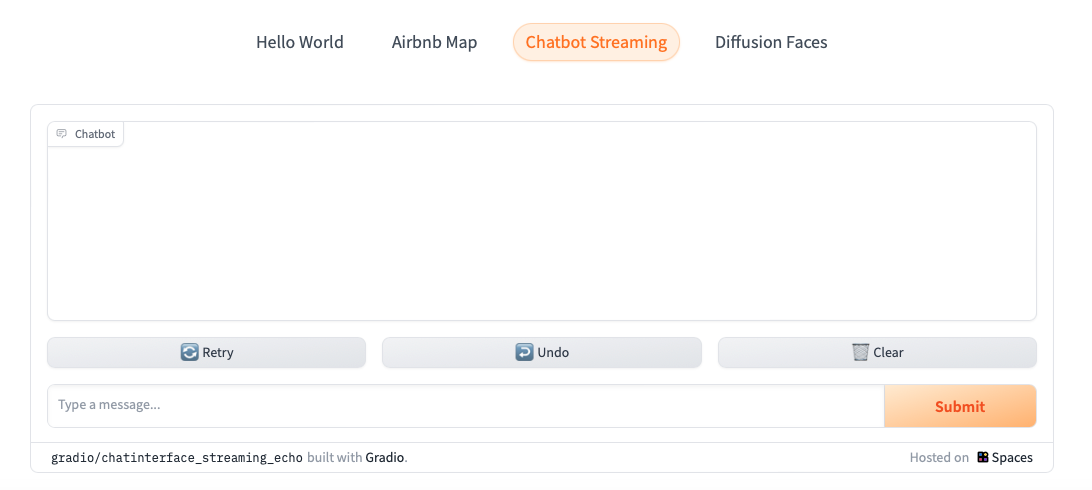 Hello World Airbnb Map Chatbot Streaming Diffusion Faces
Chatbot
Retry Undo Clear
Type a message... Submit
gradio/chatinterface_streaming_echo built with Gradio. Hosted on Spaces